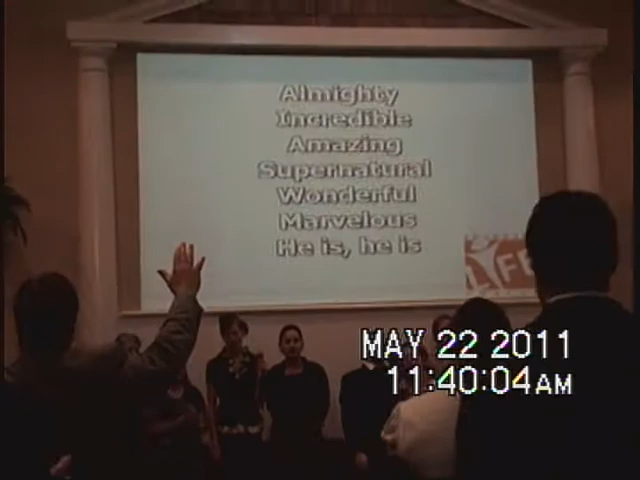 Almighty
Incredible
Amazing
Supernatural
Wonderful
Marvelous
He is, he is
MAY 22 2011
11:40:04AM